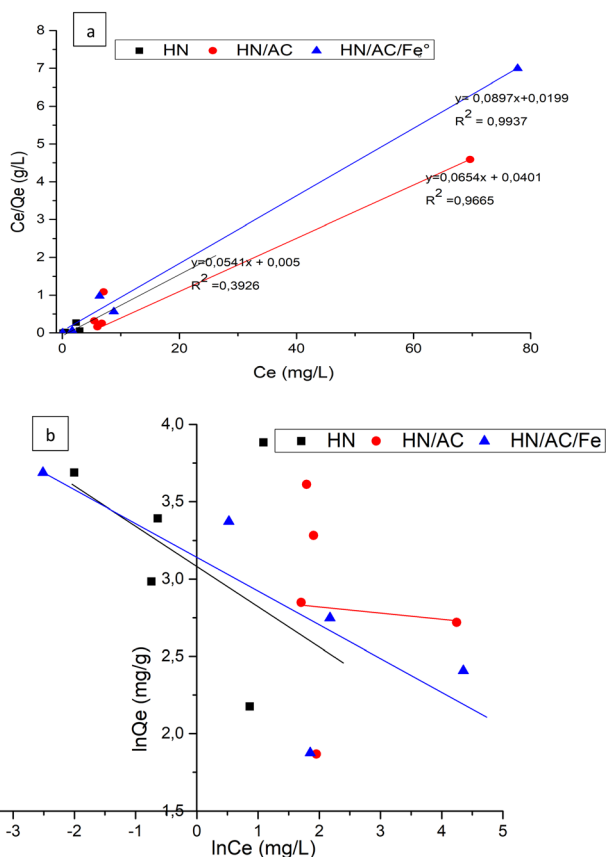 a
HN HN/AC HN/AC/Fe°
8
7
6
5
4
3
2
1
0
Ce/Qe (g/L)
y= 0,0897x+0,0199
R2 = 0,9937
y=0,0654x + 0,0401
R2 =0,9665
y=0,0541x + 0,005
R2 =0,3926
0 20 40 60 80
Ce (mg/L)
b
HN HN/AC HN/AC/Fe
4,0
3,5
3,0
2,5
2,0
1,5
lnQe (mg/g)
-3 -2 -1 0 1 2 3 4 5
lnCe (mg/L)